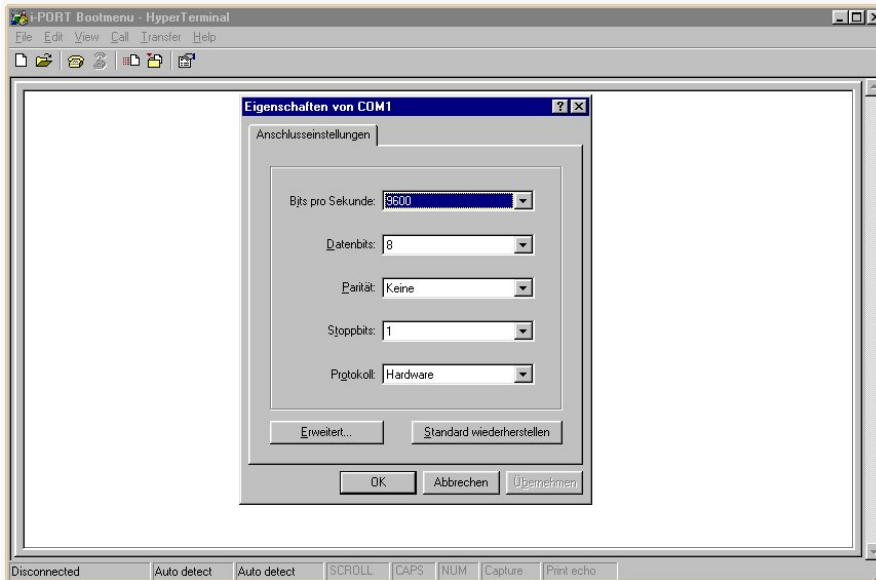 i-PORT Bootmenu - HyperTerminal
File Edit View Call Transfer Help
Eigenschaften von COM1
Anschlusseinstellungen
Bits pro Sekunde: 9600
Datenbits: 8
Parität: Keine
Stoppbits: 1
Protokoll: Hardware
Erweitert... Standard wiederherstellen
OK Abbrechen Übernehmen
Disconnected Auto detect Auto detect SCROLL CAPS NUM Capture Print echo